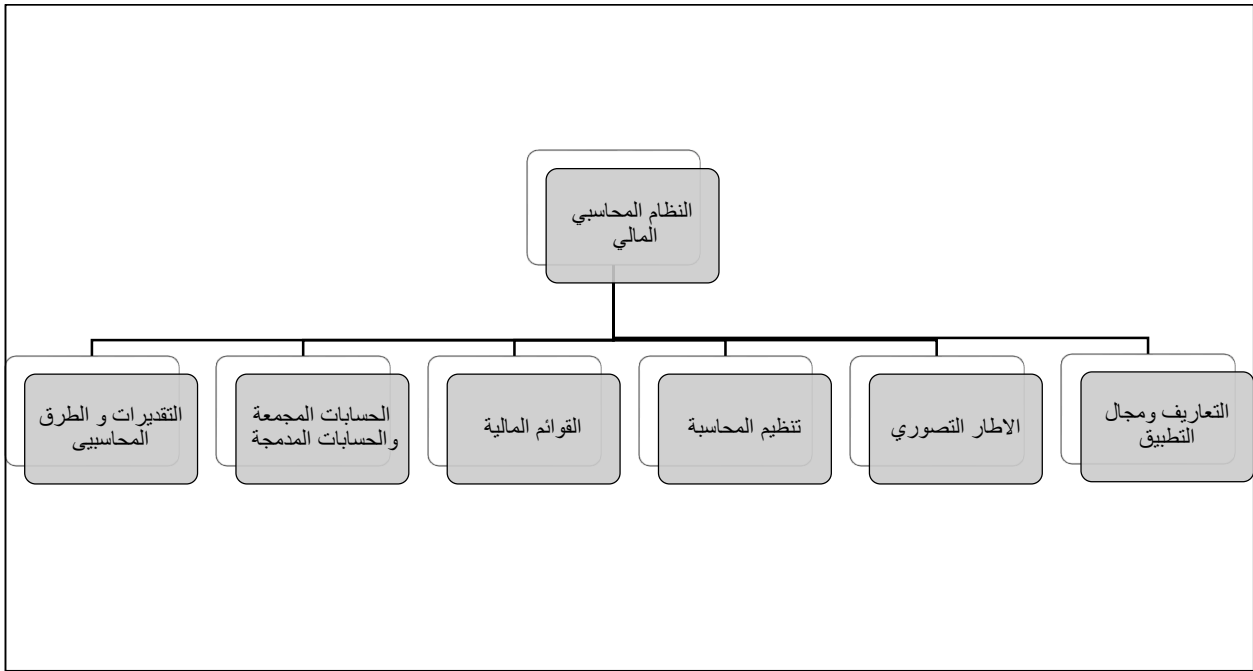 النظام المحاسبي
المالي
التعاريف ومجال
التطبيق
الاطار التصوري
تنظيم المحاسبة
القوائم المالية
الحسابات المجمعة
والحسابات المدمجة
التقديرات و الطرق
المحاسبيى